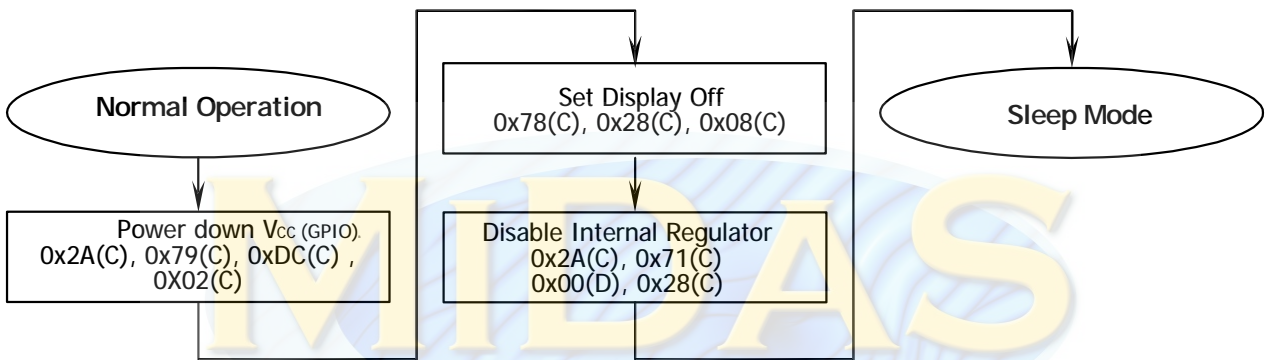 Normal Operation
Power down VCC (GPIO).
0x2A(C), 0x79(C), 0xDC(C) ,
0X02(C)
Set Display Off
0x78(C), 0x28(C), 0x08(C)
Disable Internal Regulator
0x2A(C), 0x71(C)
0x00(D), 0x28(C)
Sleep Mode
MIDAS